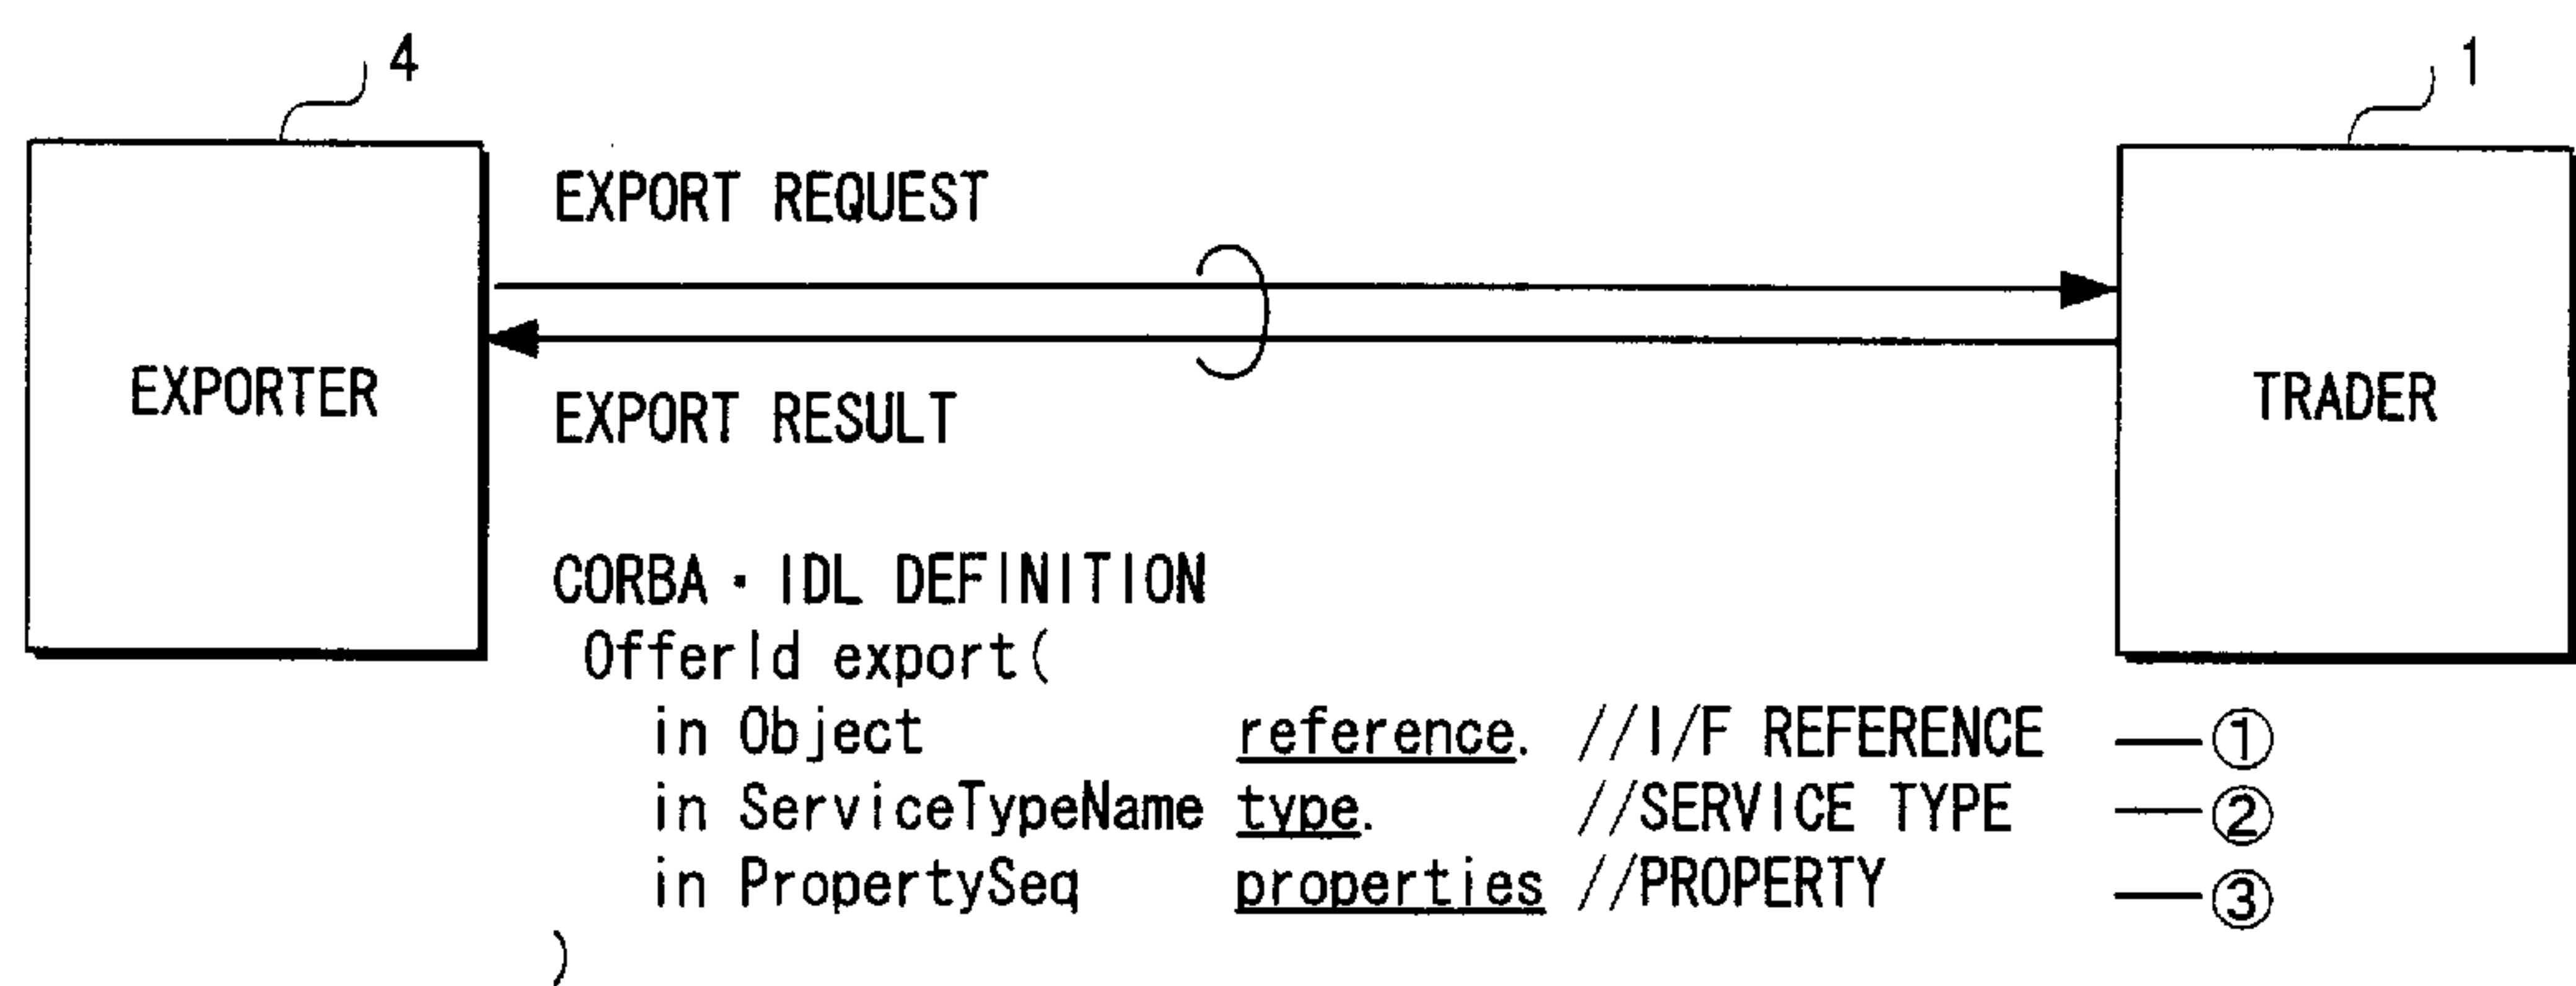 4
1
EXPORT REQUEST
EXPORTER
TRADER
EXPORT RESULT
CORBA・IDL DEFINITION
OfferId export(
in Object reference. //I/F REFERENCE ①
in ServiceTypeName type. //SERVICE TYPE ②
in PropertySeq properties //PROPERTY ③
)